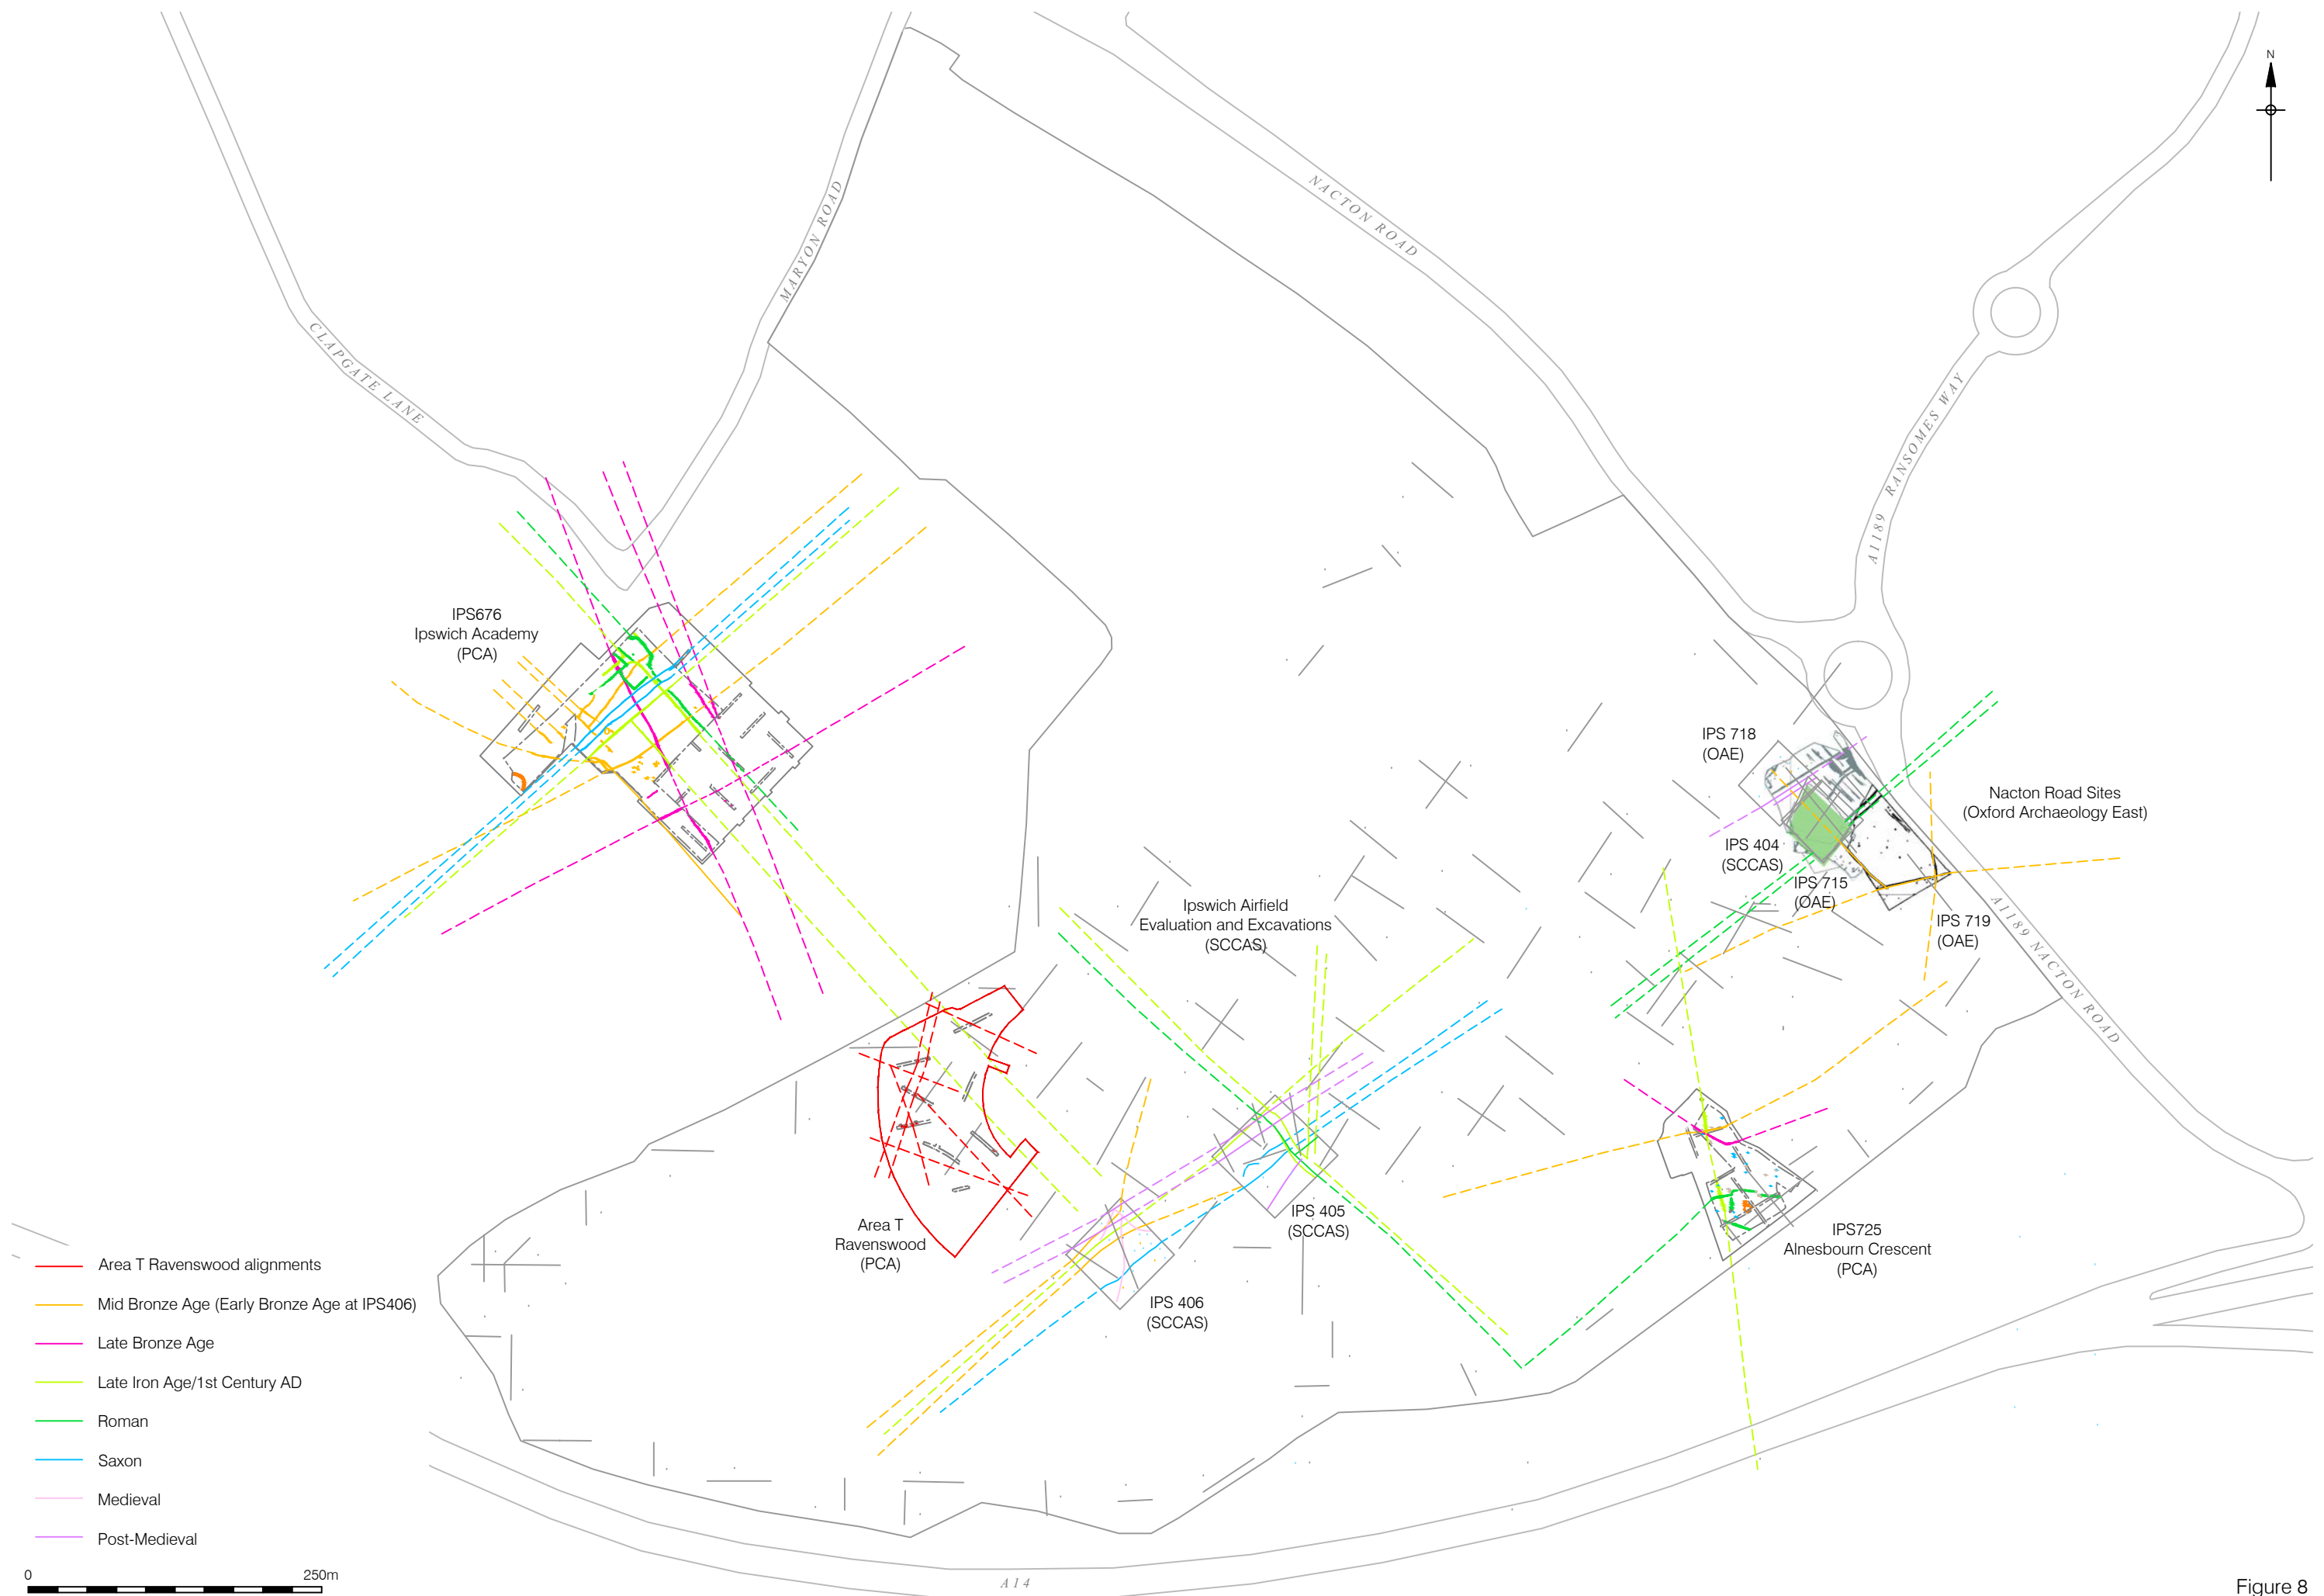 N
NACTON ROAD
MARYON ROAD
CLAPGATE LANE
A1189 RANSOMES WAY
IPS676
Ipswich Academy
(PCA)
IPS 718
(OAE)
Nacton Road Sites
(Oxford Archaeology East)
IPS 404
(SCCAS)
IPS 715
(OAE)
IPS 719
(OAE)
A1189 NACTON ROAD
Ipswich Airfield
Evaluation and Excavations
(SCCAS)
Area T
Ravenswood
(PCA)
IPS 405
(SCCAS)
IPS725
Alnesbourn Crescent
(PCA)
IPS 406
(SCCAS)
Area T Ravenswood alignments
Mid Bronze Age (Early Bronze Age at IPS406)
Late Bronze Age
Late Iron Age/1st Century AD
Roman
Saxon
Medieval
Post-Medieval
0 250m
A14
Figure 8